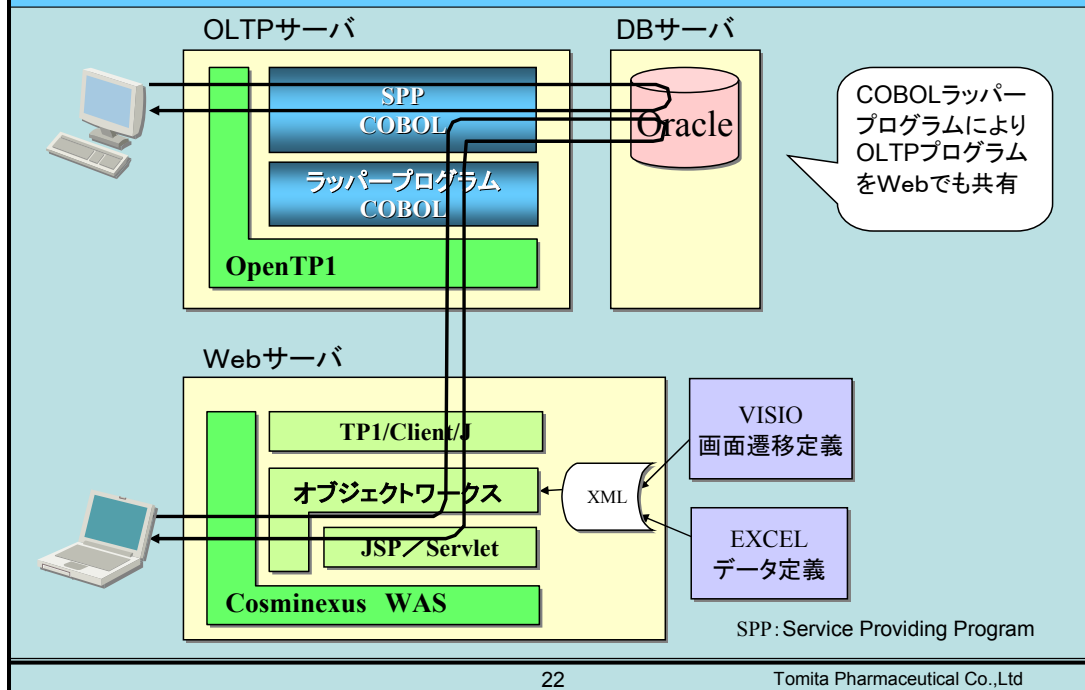 OLTPサーバ
DBサーバ
SPP
COBOL
ラッパープログラム
COBOL
OpenTP1
Oracle
COBOLラッパー
プログラムにより
OLTPプログラム
をWebでも共有
Webサーバ
TP1/Client/J
オブジェクトワークス
JSP／Servlet
Cosminexus WAS
XML
VISIO
画面遷移定義
EXCEL
データ定義
SPP：Service Providing Program
22
Tomita Pharmaceutical Co.,Ltd